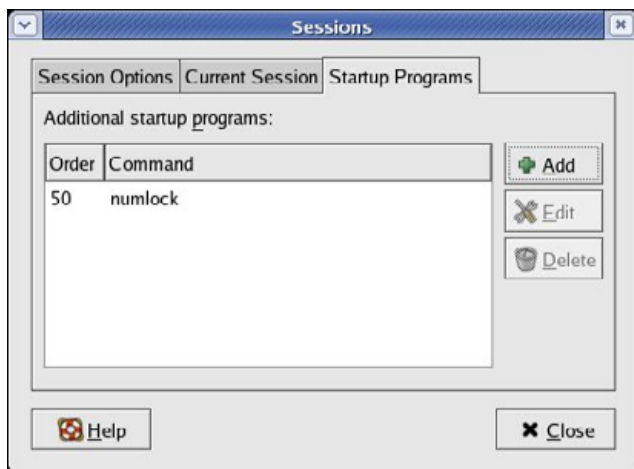 Sessions
Session Options Current Session Startup Programs
Additional startup programs:
Order Command
50 numlock
Add
Edit
Delete
Help
Close